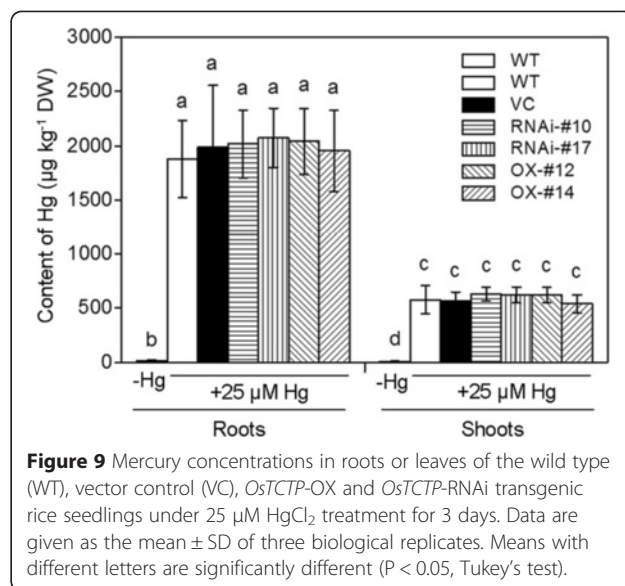 3000
2500
2000
1500
1000
500
0
Content of Hg (µg kg⁻¹ DW)
a a a a a a
b
c c c c c c
d
WT
WT
VC
RNAi-#10
RNAi-#17
OX-#12
OX-#14
-Hg
+25 µM Hg
-Hg
+25 µM Hg
Roots
Shoots
Figure 9 Mercury concentrations in roots or leaves of the wild type
(WT), vector control (VC), OsTCTP-OX and OsTCTP-RNAi transgenic
rice seedlings under 25 µM HgCl₂ treatment for 3 days. Data are
given as the mean ± SD of three biological replicates. Means with
different letters are significantly different (P < 0.05, Tukey's test).